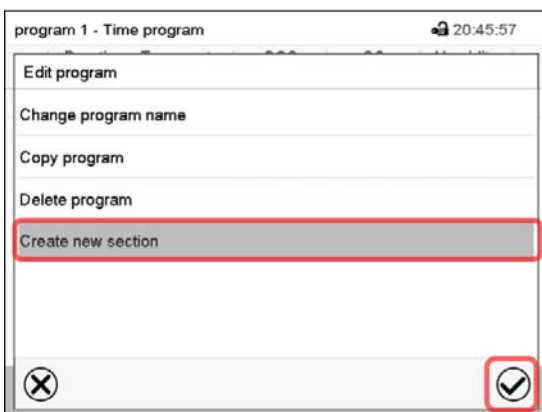 program 1 - Time program 20:45:57
Edit program
Change program name
Copy program
Delete program
Create new section